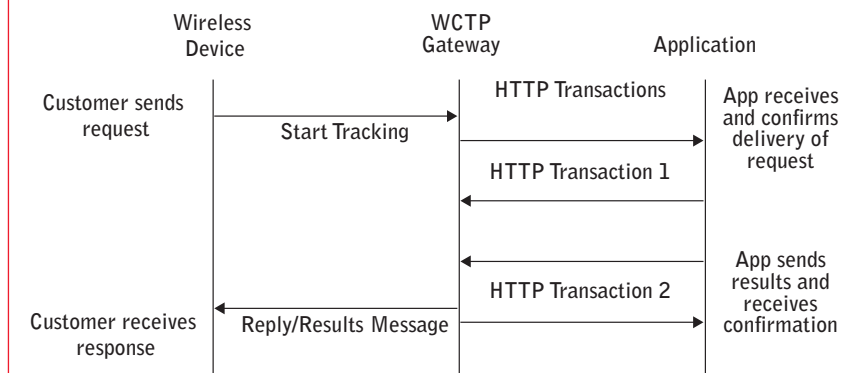 Wireless
Device
WCTP
Gateway
Application
Customer sends
request
Start Tracking
HTTP Transactions
App receives
and confirms
delivery of
request
HTTP Transaction 1
App sends
results and
receives
confirmation
HTTP Transaction 2
Customer receives
response
Reply/Results Message